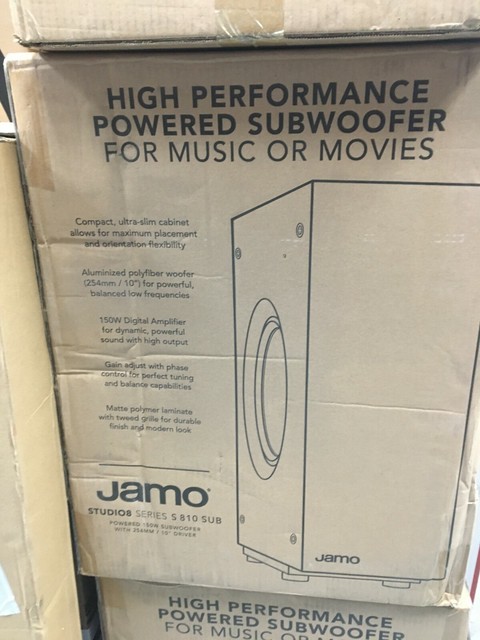 HIGH PERFORMANCE
POWERED SUBWOOFER
FOR MUSIC OR MOVIES
Compact, ultra-slim cabinet
allows for maximum placement
and orientation flexibility
Aluminized polyfiber woofer
(254mm / 10") for powerful,
balanced low frequencies
150W Digital Amplifier
for dynamic, powerful
sound with high output
Gain adjust with phase
control for perfect tuning
and balance capabilities
Matte polymer laminate
with tweed grille for durable
finish and modern look
Jamo
STUDIO8 SERIES S 810 SUB
POWERED 150W SUBWOOFER
WITH 254MM / 10" DRIVER
Jamo
HIGH PERFORMANCE
POWERED SUBWOOFER
FOR MUSIC OR MOVIES